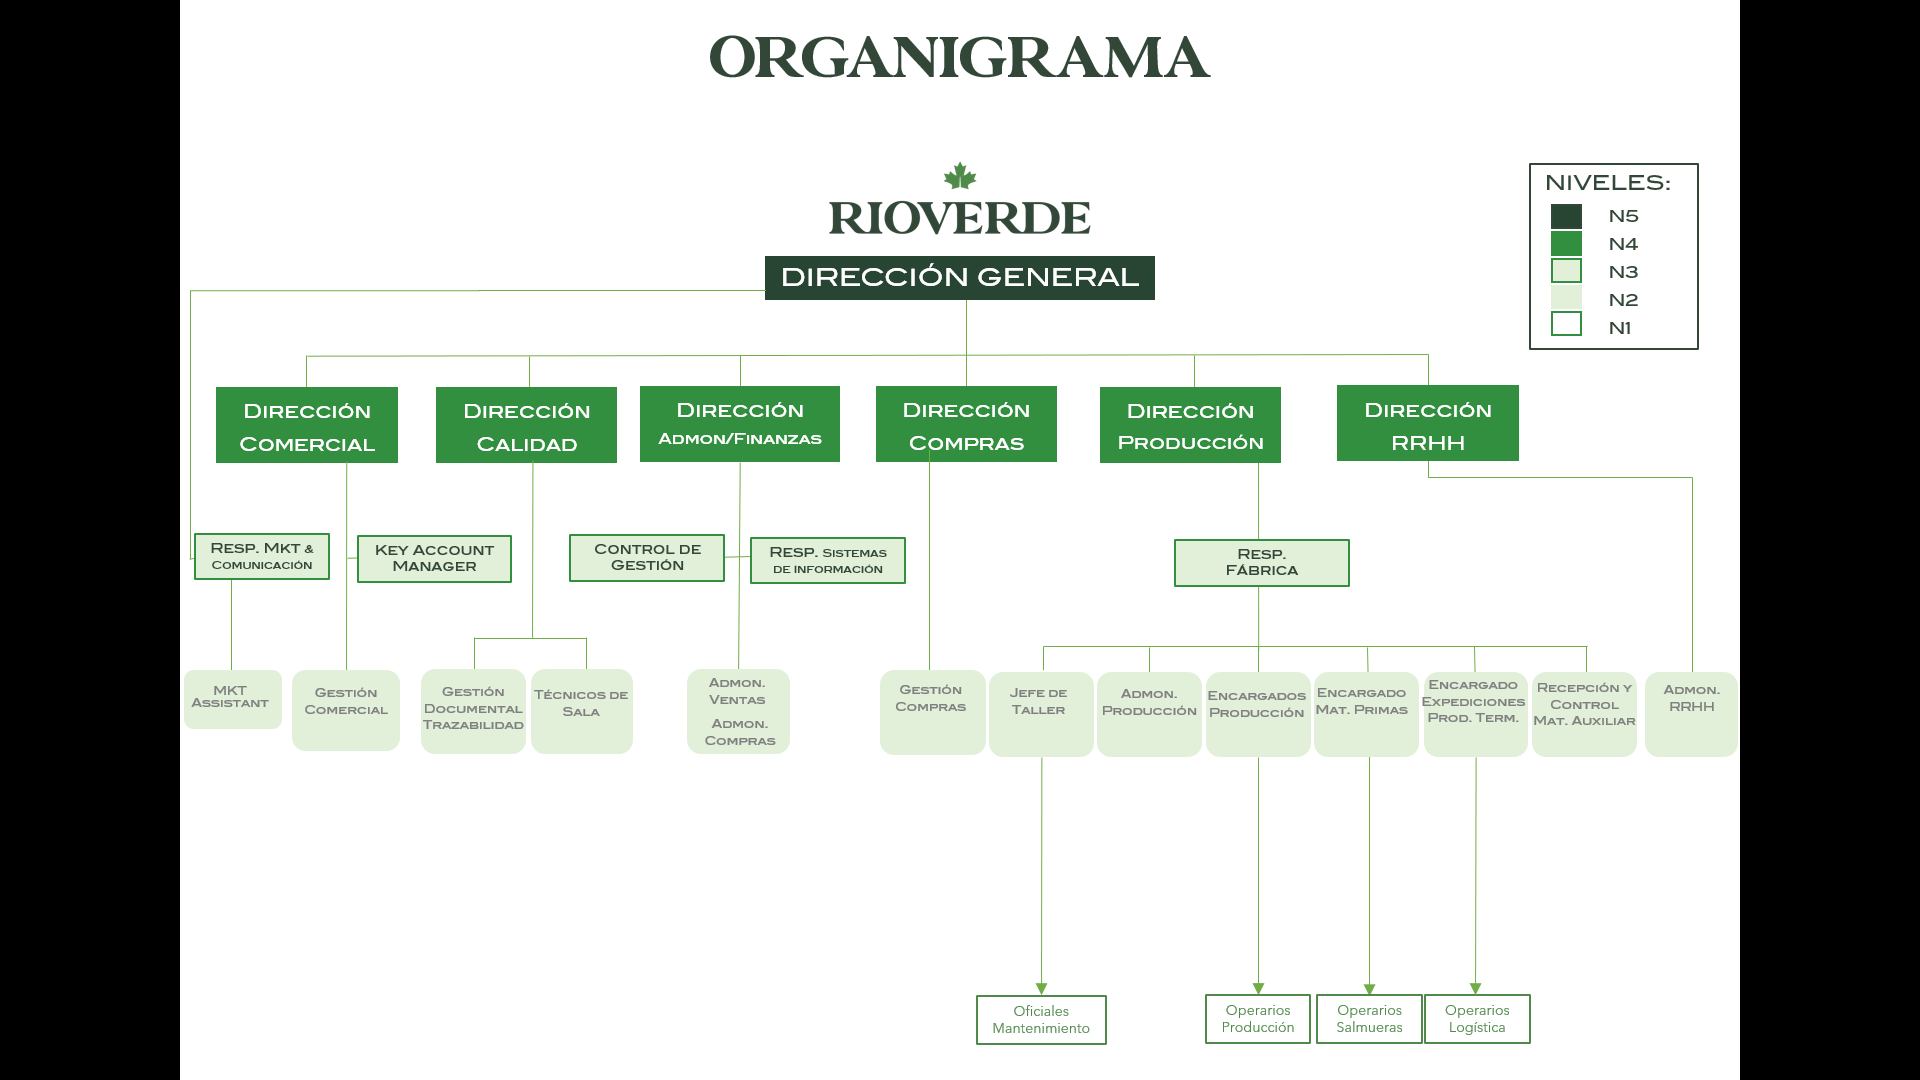 ORGANIGRAMA
RIOVERDE
DIRECCIÓN GENERAL
NIVELES:
N5
N4
N3
N2
N1
Dirección
Comercial
Dirección
Calidad
Dirección
Admon/Finanzas
Dirección
Compras
Dirección
Producción
Dirección
RRHH
Resp. Mkt &
Comunicación
Key Account
Manager
Control de
Gestión
Resp. Sistemas
de información
Resp.
Fábrica
MKT
Assistant
Gestión
Comercial
Gestión
Documental
Trazabilidad
Técnicos de
Sala
Admon.
Ventas
Admon.
Compras
Gestión
Compras
Jefe de
Taller
Admon.
Producción
Encargados
Producción
Encargado
Mat. Primas
Encargado
Expediciones
Prod. Term.
Recepción y
Control
Mat. Auxiliar
Admon.
RRHH
Oficiales
Mantenimiento
Operarios
Producción
Operarios
Salmueras
Operarios
Logística